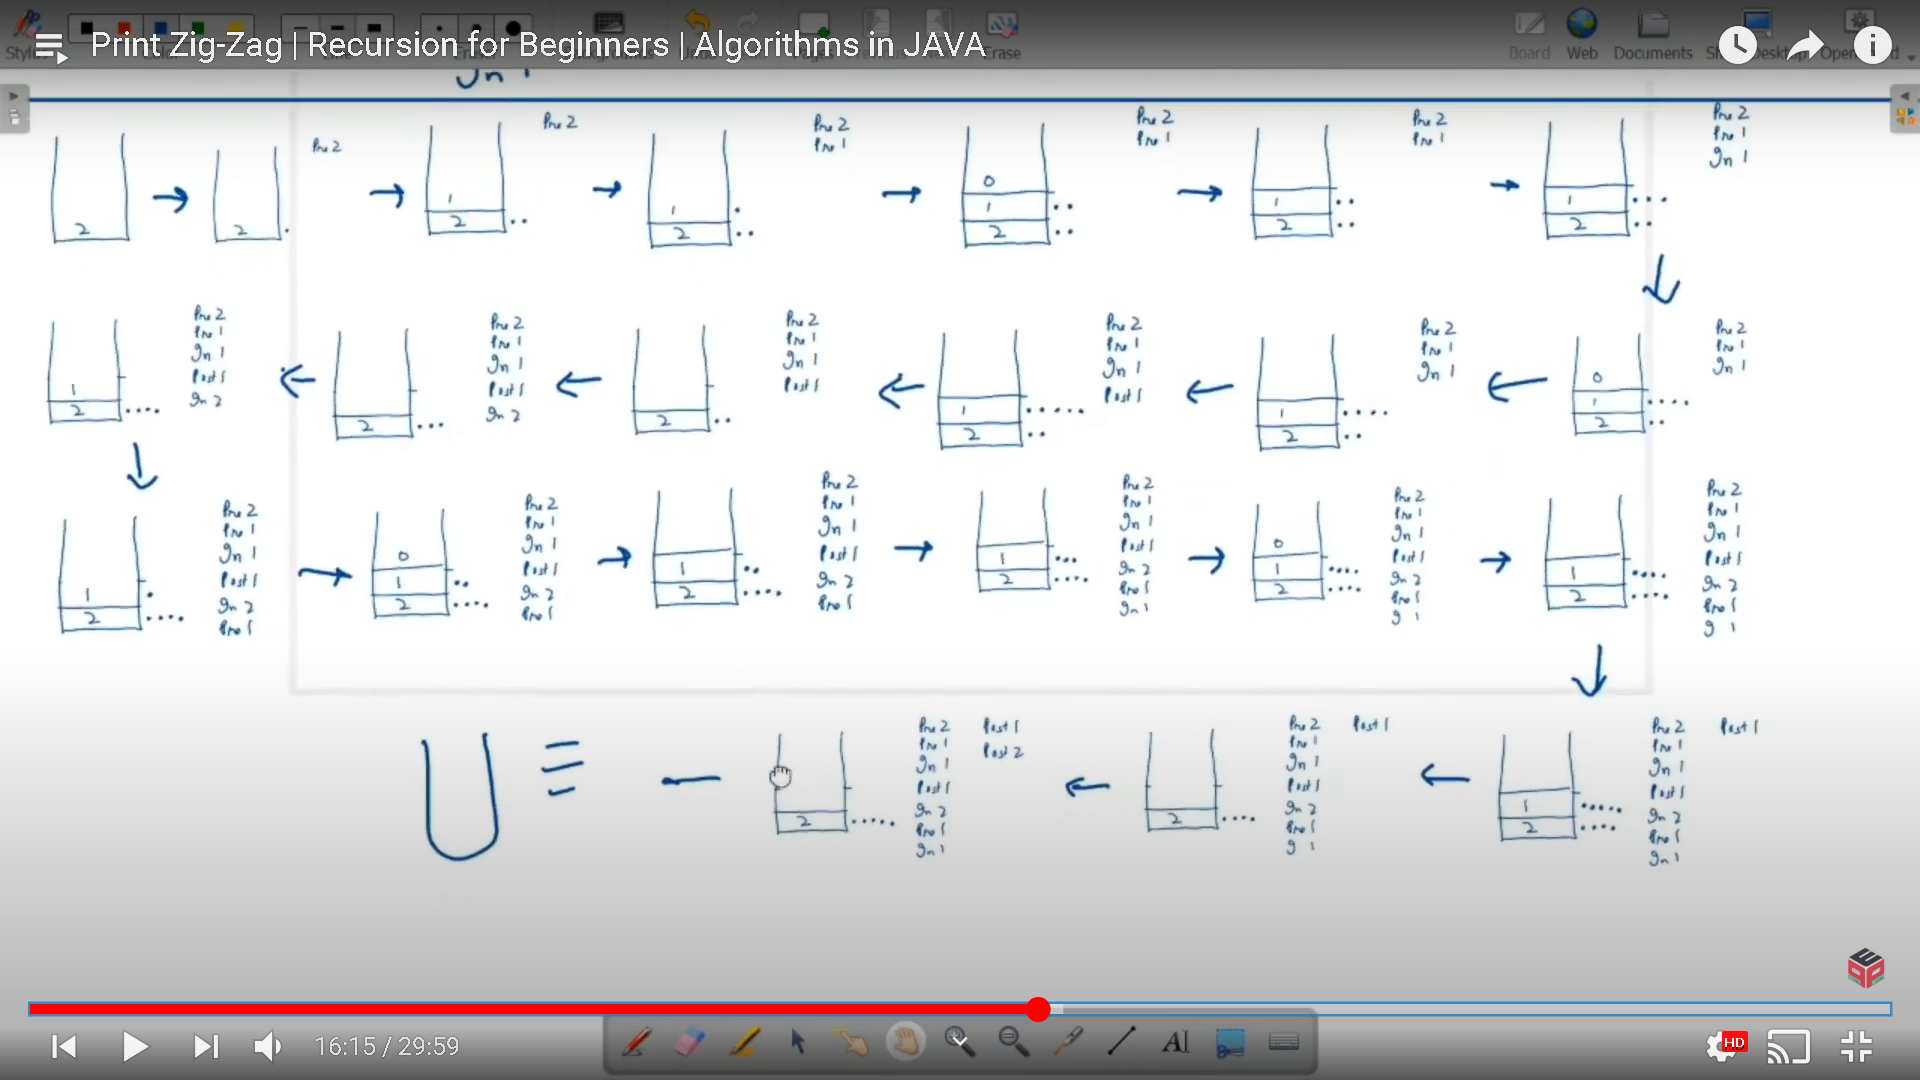 Print Zig-Zag | Recursion for Beginners | Algorithms in JAVA
Board Web Documents
Erase
In 1
2
2
Pre 2
1
2
Pre 2
1
2
Pre 2
Pre 1
0
1
2
Pre 2
Pre 1
1
2
Pre 2
Pre 1
1
2
Pre 2
Pre 1
In 1
1
2
Pre 2
Pre 1
In 1
Post 1
In 2
2
Pre 2
Pre 1
In 1
Post 1
In 2
2
Pre 2
Pre 1
In 1
Post 1
1
2
Pre 2
Pre 1
In 1
Post 1
1
2
Pre 2
Pre 1
In 1
0
1
2
Pre 2
Pre 1
In 1
1
2
Pre 2
Pre 1
In 1
Post 1
In 2
Pre 1
0
1
2
Pre 2
Pre 1
In 1
Post 1
In 2
Pre 1
1
2
Pre 2
Pre 1
In 1
Post 1
In 2
Pre 1
1
2
Pre 2
Pre 1
In 1
Post 1
In 2
Pre 1
In 1
0
1
2
Pre 2
Pre 1
In 1
Post 1
In 2
Pre 1
9 1
1
2
Pre 2
Pre 1
In 1
Post 1
In 2
Pre 1
9 1
2
Pre 2 Post 1
Pre 1 Post 2
In 1
Post 1
In 2
Pre 1
In 1
2
Pre 2 Post 1
Pre 1
In 1
Post 1
In 2
Pre 1
9 1
1
2
Pre 2 Post 1
Pre 1
In 1
Post 1
In 2
Pre 1
In 1
16:15 / 29:59
HD